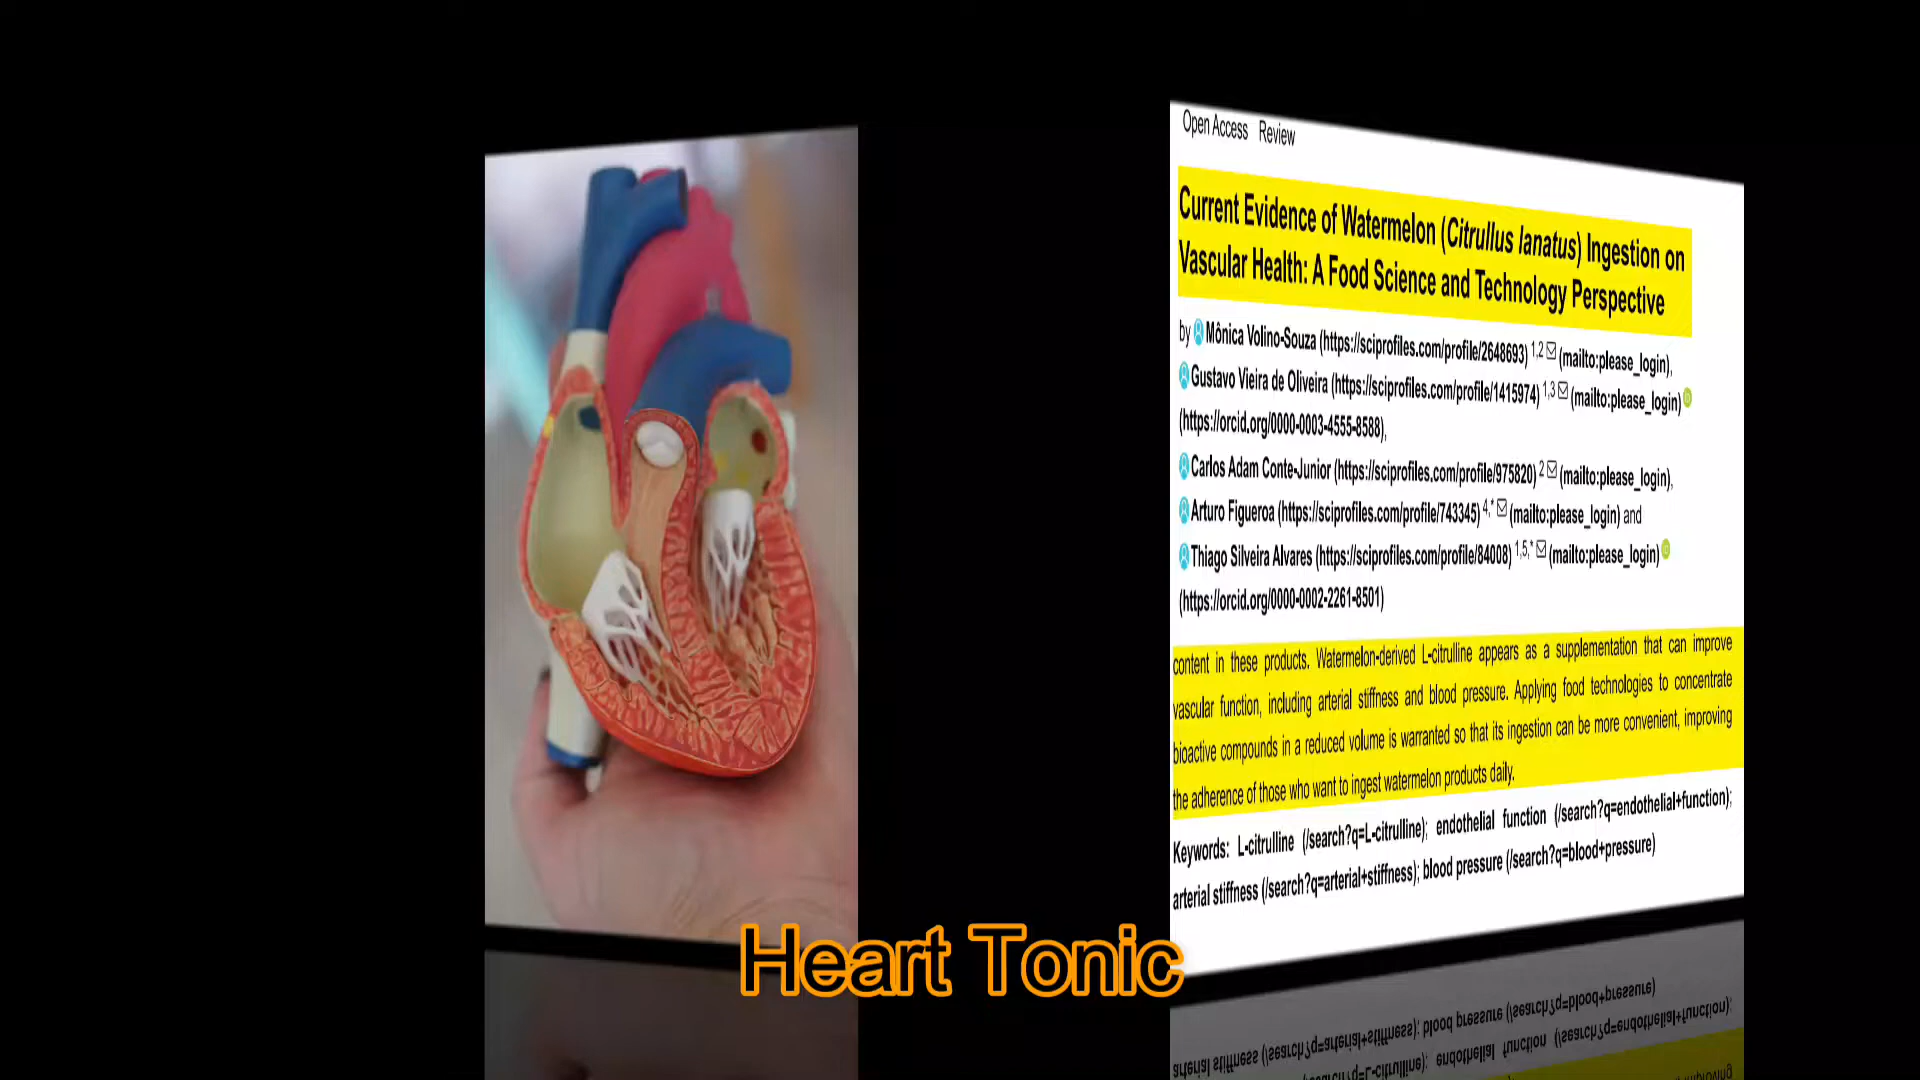 Open Access Review
Current Evidence of Watermelon (Citrullus lanatus) Ingestion on
Vascular Health: A Food Science and Technology Perspective
by Mônica Volino-Souza (https://sciprofiles.com/profile/2648693) 1,2 (mailto:please_login),
Gustavo Vieira de Oliveira (https://sciprofiles.com/profile/1415974) 1,3 (mailto:please_login)
(https://orcid.org/0000-0003-4555-8588),
Carlos Adam Conte-Junior (https://sciprofiles.com/profile/975820) 2 (mailto:please_login),
Arturo Figueroa (https://sciprofiles.com/profile/743345) 4,* (mailto:please_login) and
Thiago Silveira Alvares (https://sciprofiles.com/profile/84008) 1,5,* (mailto:please_login)
(https://orcid.org/0000-0002-2261-8501)
content in these products. Watermelon-derived L-citrulline appears as a supplementation that can improve
vascular function, including arterial stiffness and blood pressure. Applying food technologies to concentrate
bioactive compounds in a reduced volume is warranted so that its ingestion can be more convenient, improving
the adherence of those who want to ingest watermelon products daily.
Keywords: L-citrulline (/search?q=L-citrulline); endothelial function (/search?q=endothelial+function);
arterial stiffness (/search?q=arterial+stiffness); blood pressure (/search?q=blood+pressure)
Heart Tonic